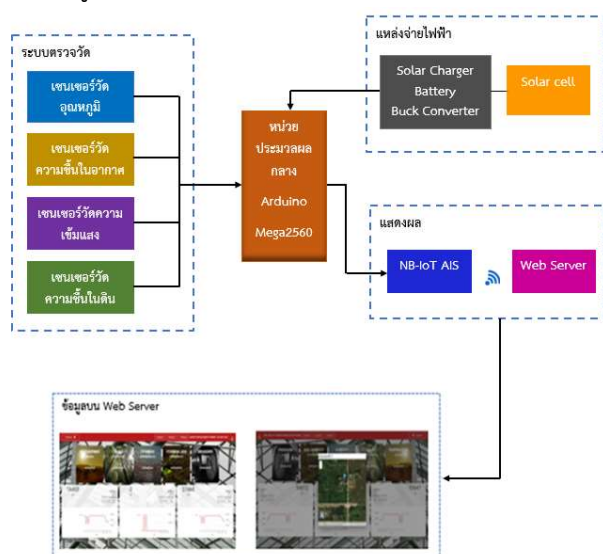 ระบบตรวจวัด
เซนเซอร์วัด
อุณหภูมิ
เซนเซอร์วัด
ความชื้นในอากาศ
เซนเซอร์วัดความ
เข้มแสง
เซนเซอร์วัด
ความชื้นในดิน
หน่วย
ประมวลผล
กลาง
Arduino
Mega2560
แหล่งจ่ายไฟฟ้า
Solar Charger
Battery
Buck Converter
Solar cell
แสดงผล
NB-IoT AIS
Web Server
ข้อมูลบน Web Server